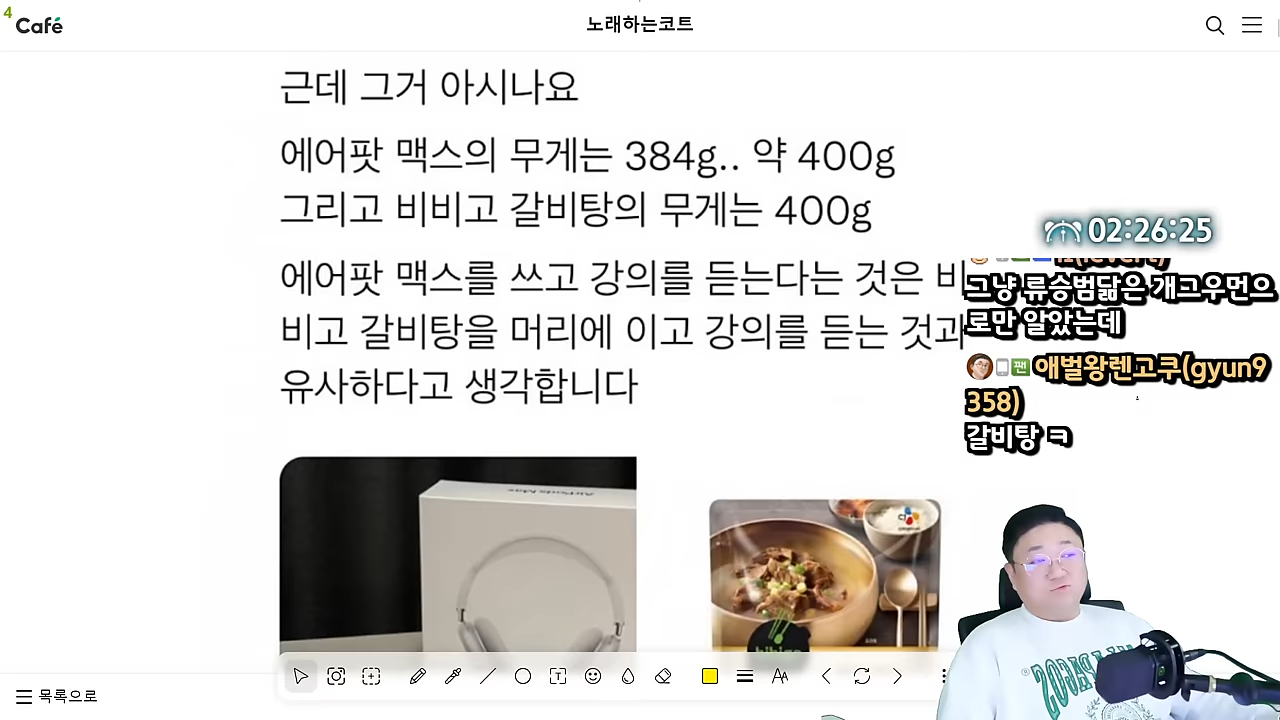 4
Café
노래하는코트
근데 그거 아시나요
에어팟 맥스의 무게는 384g.. 약 400g
그리고 비비고 갈비탕의 무게는 400g
에어팟 맥스를 쓰고 강의를 듣는다는 것은 비
비고 갈비탕을 머리에 이고 강의를 듣는 것과
유사하다고 생각합니다
02:26:25
그냥 류승범닮은 개그우먼으
로만 알았는데
팬 애벌왕렌고쿠(gyun9
358)
갈비탕 ㅋ
AirPods Max
CJ
bibigo
목록으로